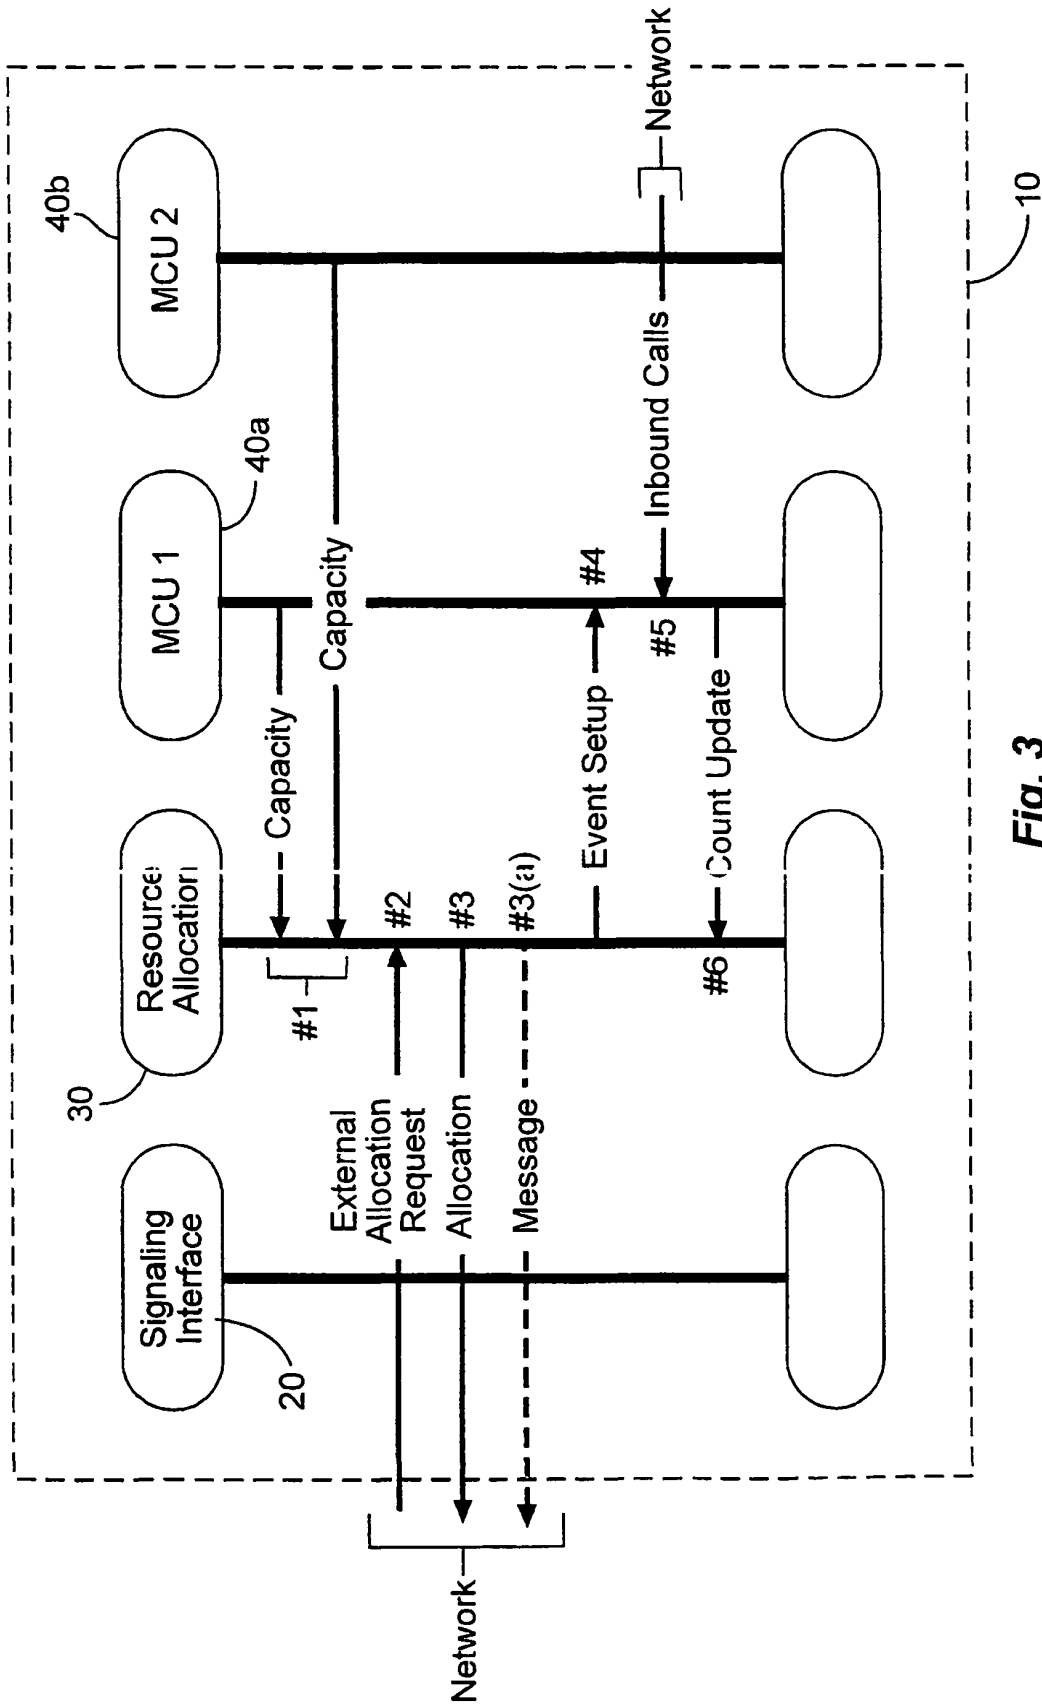 Signaling
Interface
20
Resource
Allocation
30
MCU 1
40a
MCU 2
40b
Capacity
Capacity
#1
External
Allocation
Request
#2
Allocation
#3
Message
#3(a)
Network
Event Setup
#4
Inbound Calls
#5
Network
Count Update
#6
10
Fig. 3